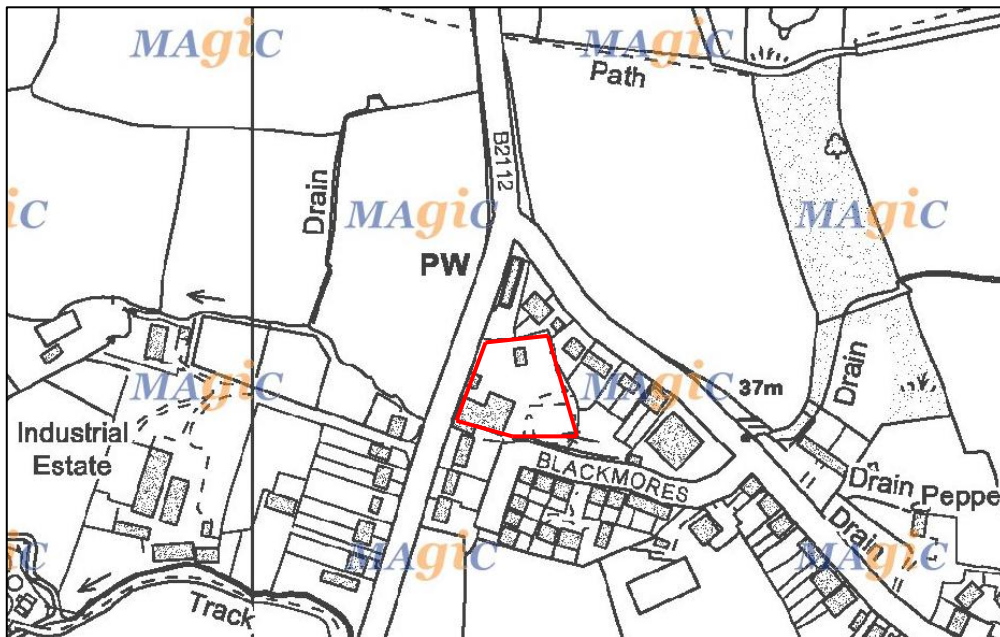 MAgiC
MAgiC
Path
B2112
Drain
iC
MAgiC
MAgiC
PW
MAgiC
MAgiC
37m
Drain
Industrial
Estate
BLACKMORES
Drain
Peppe
Drain
iC
MAgiC
MAgiC
Track